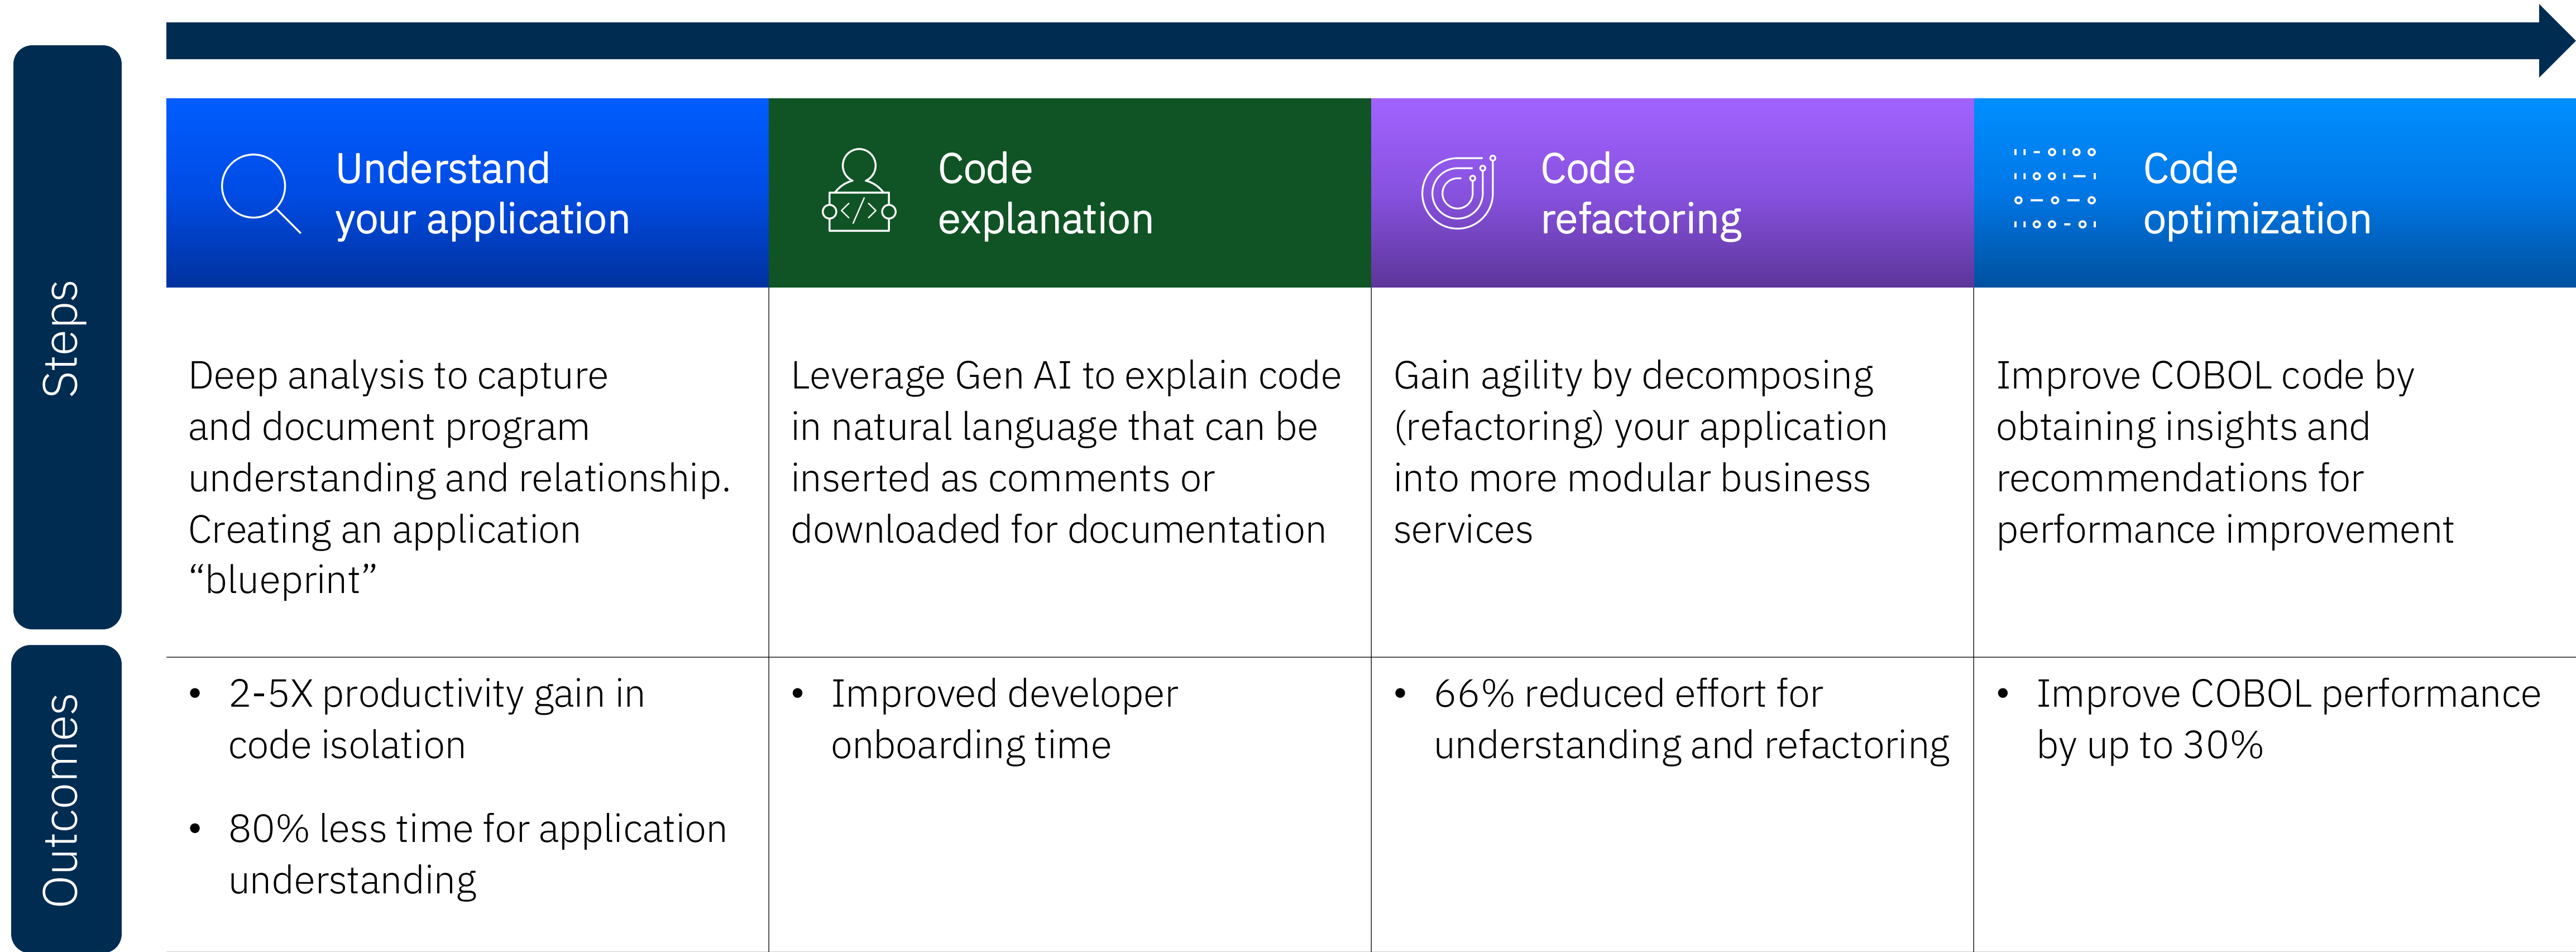 Steps
Understand
your application
Code
explanation
Code
refactoring
Code
optimization
Deep analysis to capture
and document program
understanding and relationship.
Creating an application
“blueprint”
Leverage Gen AI to explain code
in natural language that can be
inserted as comments or
downloaded for documentation
Gain agility by decomposing
(refactoring) your application
into more modular business
services
Improve COBOL code by
obtaining insights and
recommendations for
performance improvement
Outcomes
• 2-5X productivity gain in
code isolation
• 80% less time for application
understanding
• Improved developer
onboarding time
• 66% reduced effort for
understanding and refactoring
• Improve COBOL performance
by up to 30%